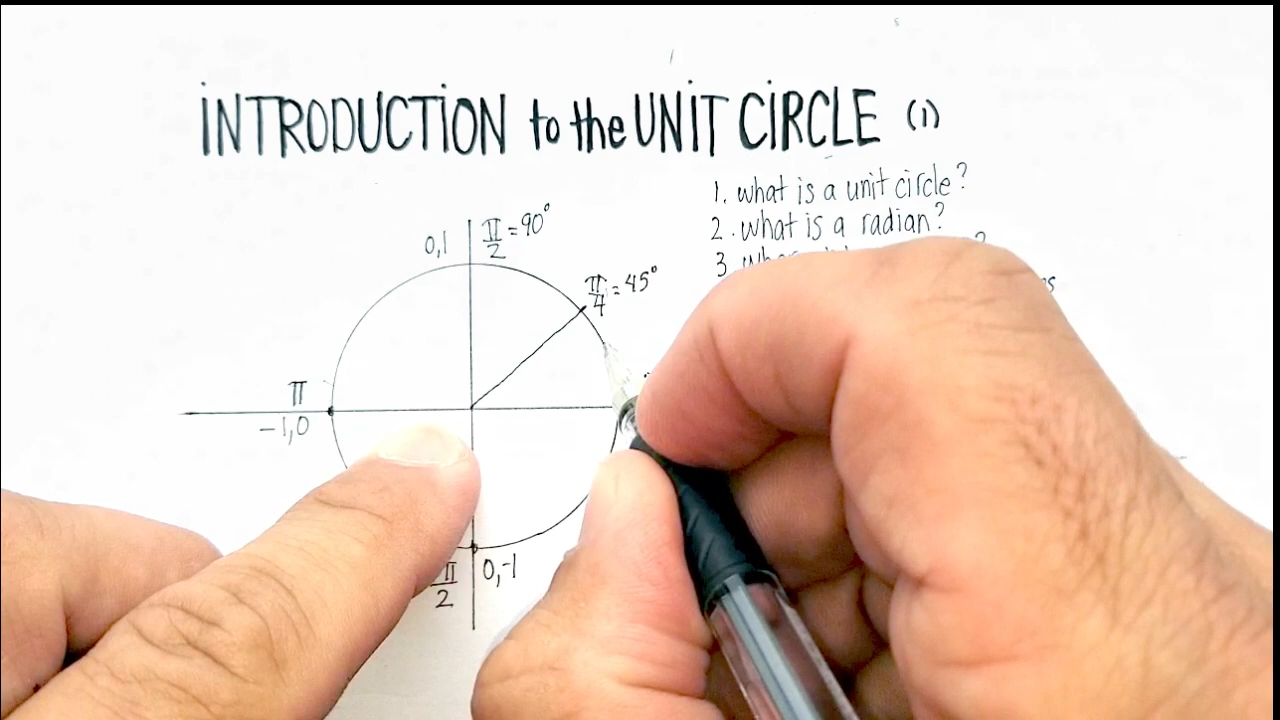 INTRODUCTION to the UNIT CIRCLE (1)
1. what is a unit circle?
2. what is a radian?
3
0,1
π/2 = 90°
π/4 = 45°
π
-1,0
π/2
0,-1